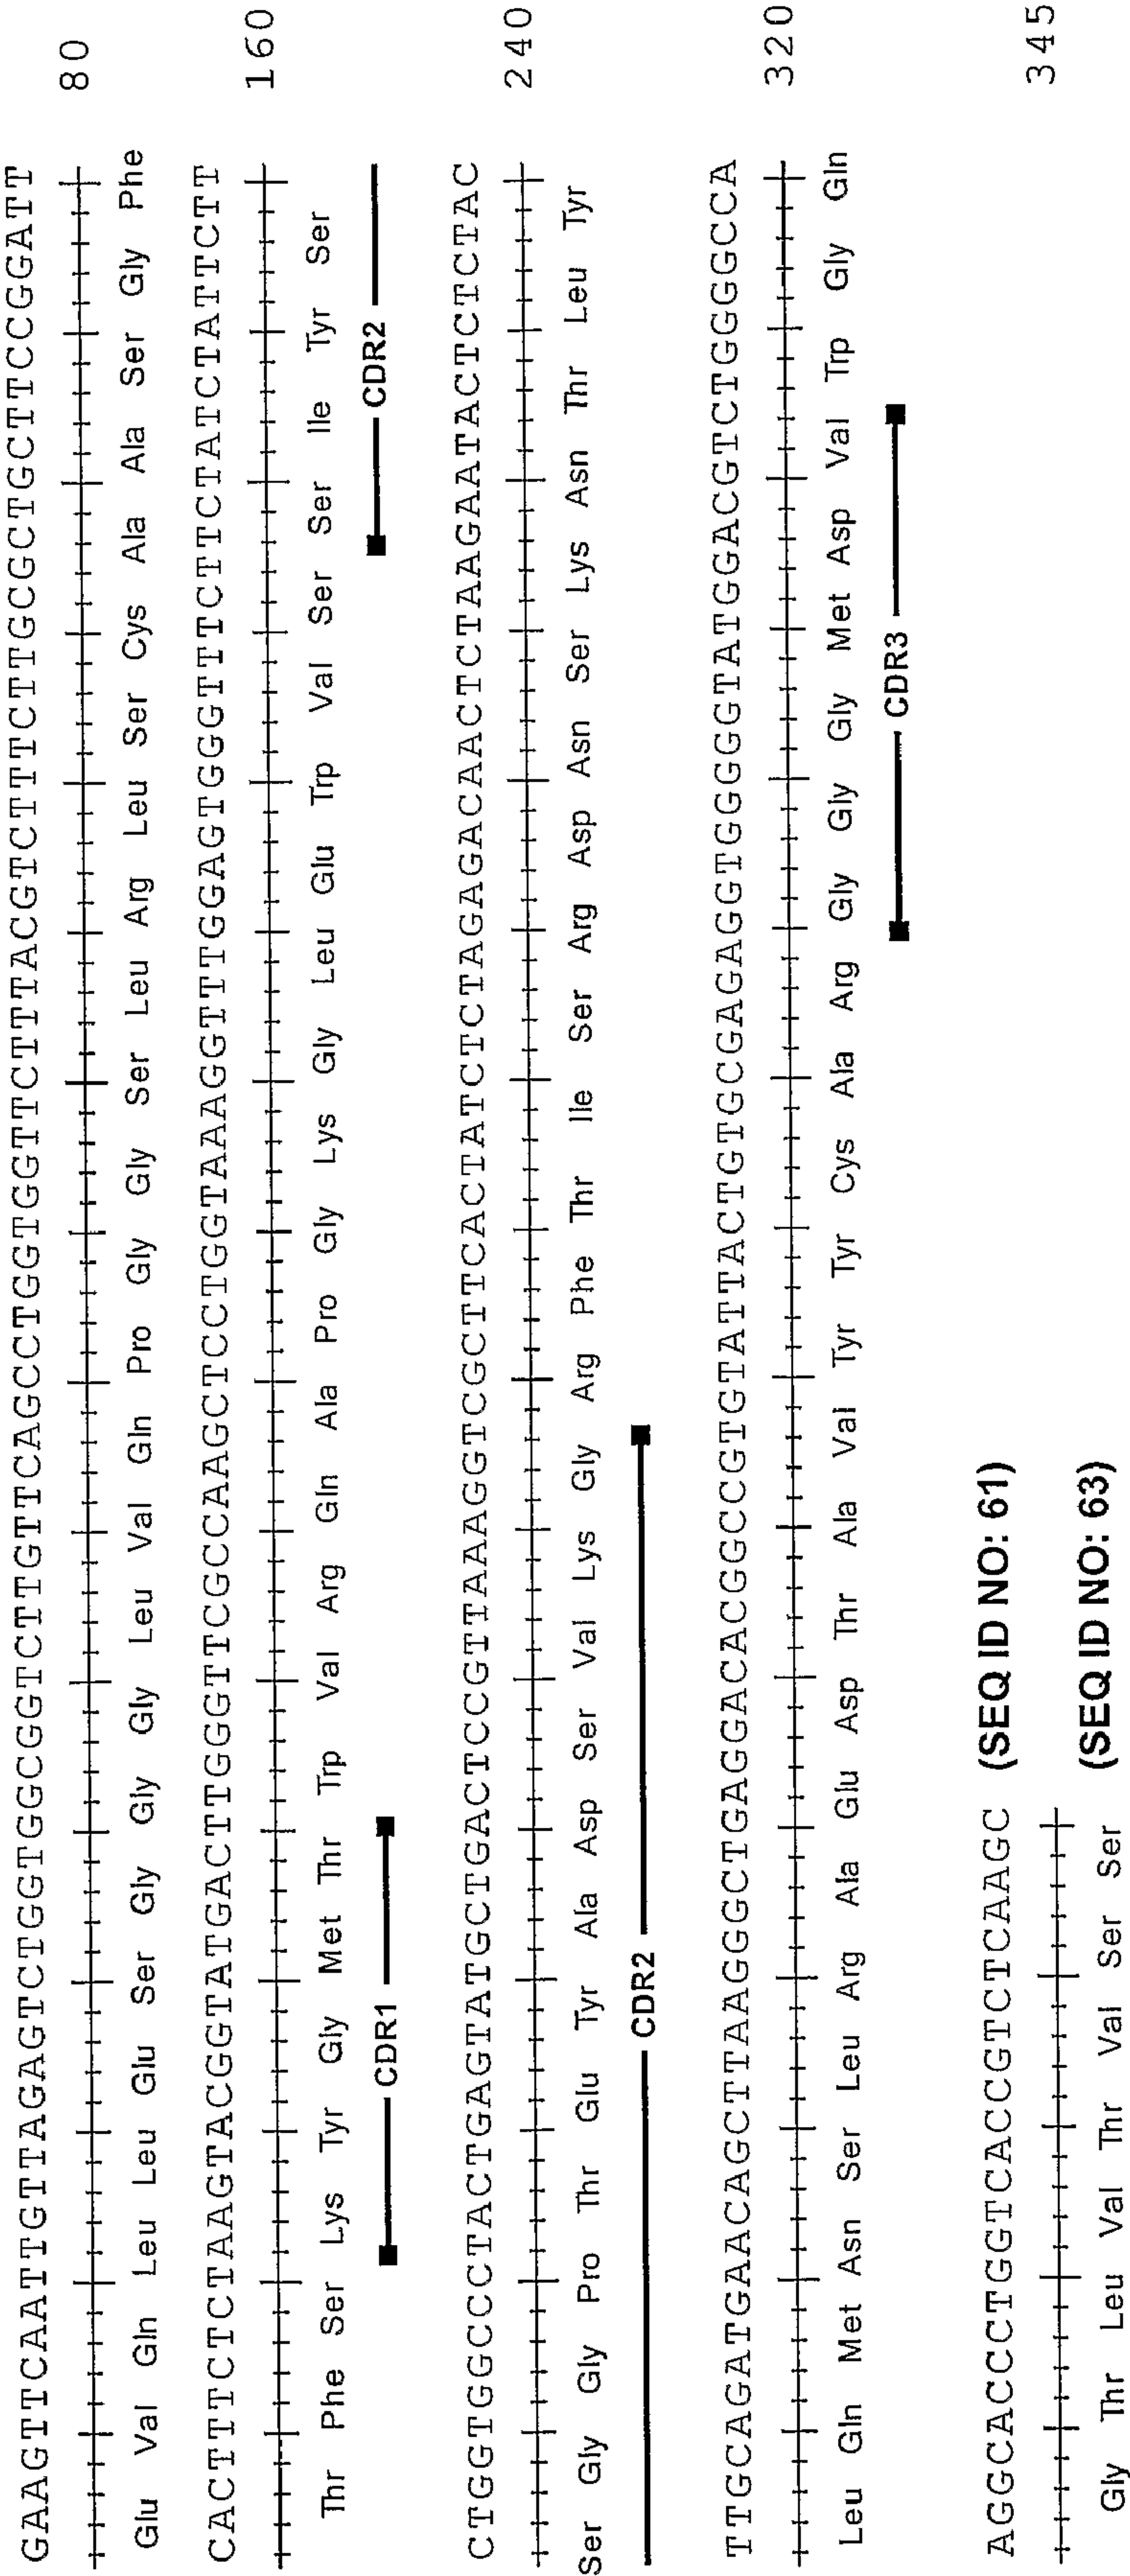 GAAGTTCAATTGTTAGAGTCTGGTGGCGGTCTTGTTCAGCCTGGTGGTTCTTTACGTCTTTCTTGCGCTGCTTCCGGATT
80
Glu Val Gln Leu Leu Glu Ser Gly Gly Gly Leu Val Gln Pro Gly Gly Ser Leu Arg Leu Ser Cys Ala Ala Ser Gly Phe
CACTTTCTCTAAGTACGGTATGACTTGGGTTCGCCAAGCTCCTGGTAAAGGTTTGGAGTGGGTTTCTTCTATCTATTCTT
160
Thr Phe Ser Lys Tyr Gly Met Thr Trp Val Arg Gln Ala Pro Gly Lys Gly Leu Glu Trp Val Ser Ser Ile Tyr Ser
CDR1 CDR2
CTGGTGGCCCTACTGAGTATGCTGACTCCGTTAAAGGTCGCTTCACTATCTCTAGAGACAACTCTAAGAATACTCTCTAC
240
Ser Gly Gly Pro Thr Glu Tyr Ala Asp Ser Val Lys Gly Arg Phe Thr Ile Ser Arg Asp Asn Ser Lys Asn Thr Leu Tyr
CDR2
TTGCAGATGAACAGCTTAAGGGCTGAGGACACGGCCGTGTATTACTGTGCGAGAGGTGGGGGTATGGACGTCTGGGGCCA
320
Leu Gln Met Asn Ser Leu Arg Ala Glu Asp Thr Ala Val Tyr Tyr Cys Ala Arg Gly Gly Gly Met Asp Val Trp Gly Gln
CDR3
AGGCACCCTGGTCACCGTCTCAAGC (SEQ ID NO: 61)
345
Gly Thr Leu Val Thr Val Ser Ser (SEQ ID NO: 63)